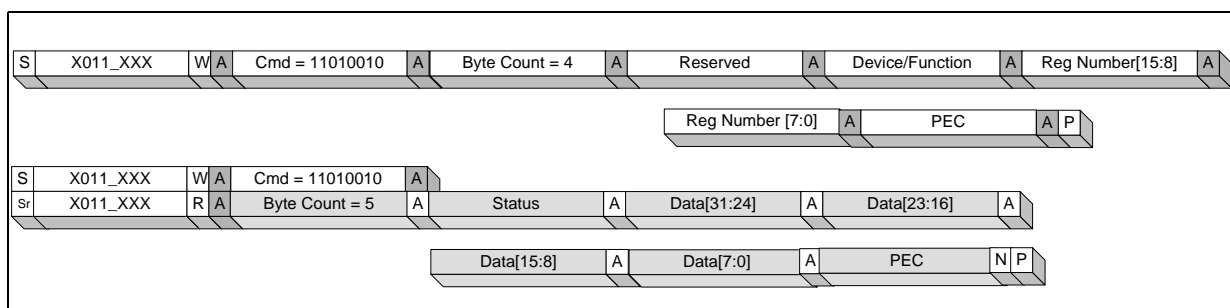 S X011_XXX W A Cmd = 11010010 A Byte Count = 4 A Reserved A Device/Function A Reg Number[15:8] A
Reg Number [7:0] A PEC A P
S X011_XXX W A Cmd = 11010010 A
Sr X011_XXX R A Byte Count = 5 A Status A Data[31:24] A Data[23:16] A
Data[15:8] A Data[7:0] A PEC N P